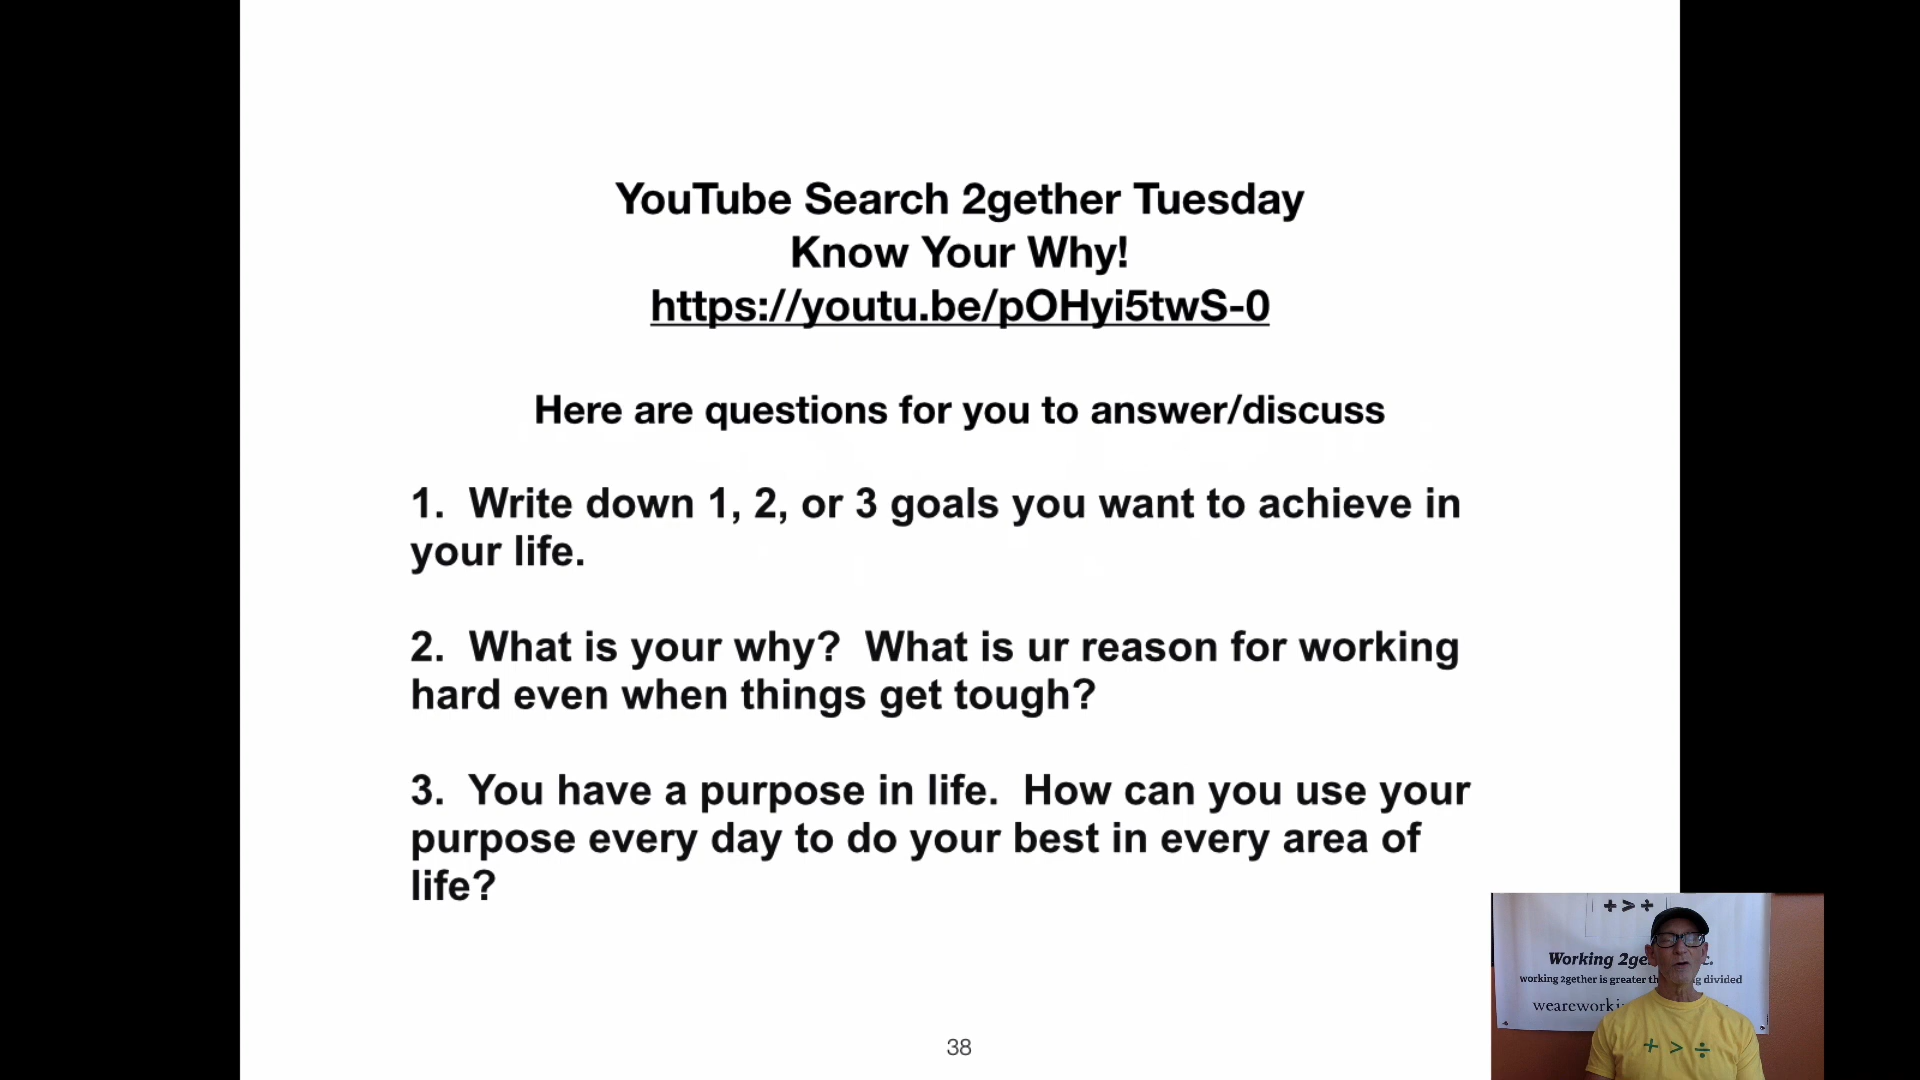 YouTube Search 2gether Tuesday
Know Your Why!
https://youtu.be/pOHyi5twS-0
Here are questions for you to answer/discuss
1.  Write down 1, 2, or 3 goals you want to achieve in
your life.
2.  What is your why?  What is ur reason for working
hard even when things get tough?
3.  You have a purpose in life.  How can you use your
purpose every day to do your best in every area of
life?
+ > ÷
Working
working 2gether is greater divided
+ > ÷
38